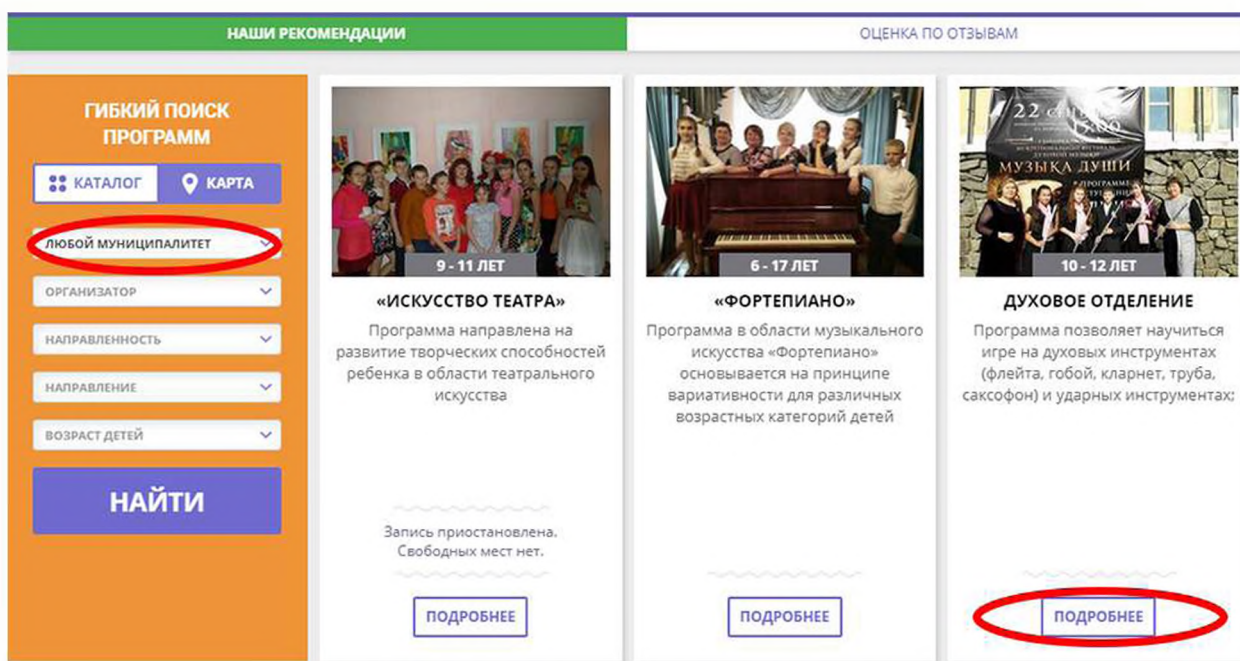 НАШИ РЕКОМЕНДАЦИИ
ОЦЕНКА ПО ОТЗЫВАМ
ГИБКИЙ ПОИСК
ПРОГРАММ
КАТАЛОГ
КАРТА
ЛЮБОЙ МУНИЦИПАЛИТЕТ
ОРГАНИЗАТОР
НАПРАВЛЕННОСТЬ
НАПРАВЛЕНИЕ
ВОЗРАСТ ДЕТЕЙ
НАЙТИ
9 - 11 ЛЕТ
«ИСКУССТВО ТЕАТРА»
Программа направлена на
развитие творческих способностей
ребенка в области театрального
искусства
Запись приостановлена.
Свободных мест нет.
ПОДРОБНЕЕ
6 - 17 ЛЕТ
«ФОРТЕПИАНО»
Программа в области музыкального
искусства «Фортепиано»
основывается на принципе
вариативности для различных
возрастных категорий детей
ПОДРОБНЕЕ
22
15:00
МУЗЫКА ДУШИ
В ПРОГРАММЕ
10 - 12 ЛЕТ
ДУХОВОЕ ОТДЕЛЕНИЕ
Программа позволяет научиться
игре на духовых инструментах
(флейта, гобой, кларнет, труба,
саксофон) и ударных инструментах;
ПОДРОБНЕЕ